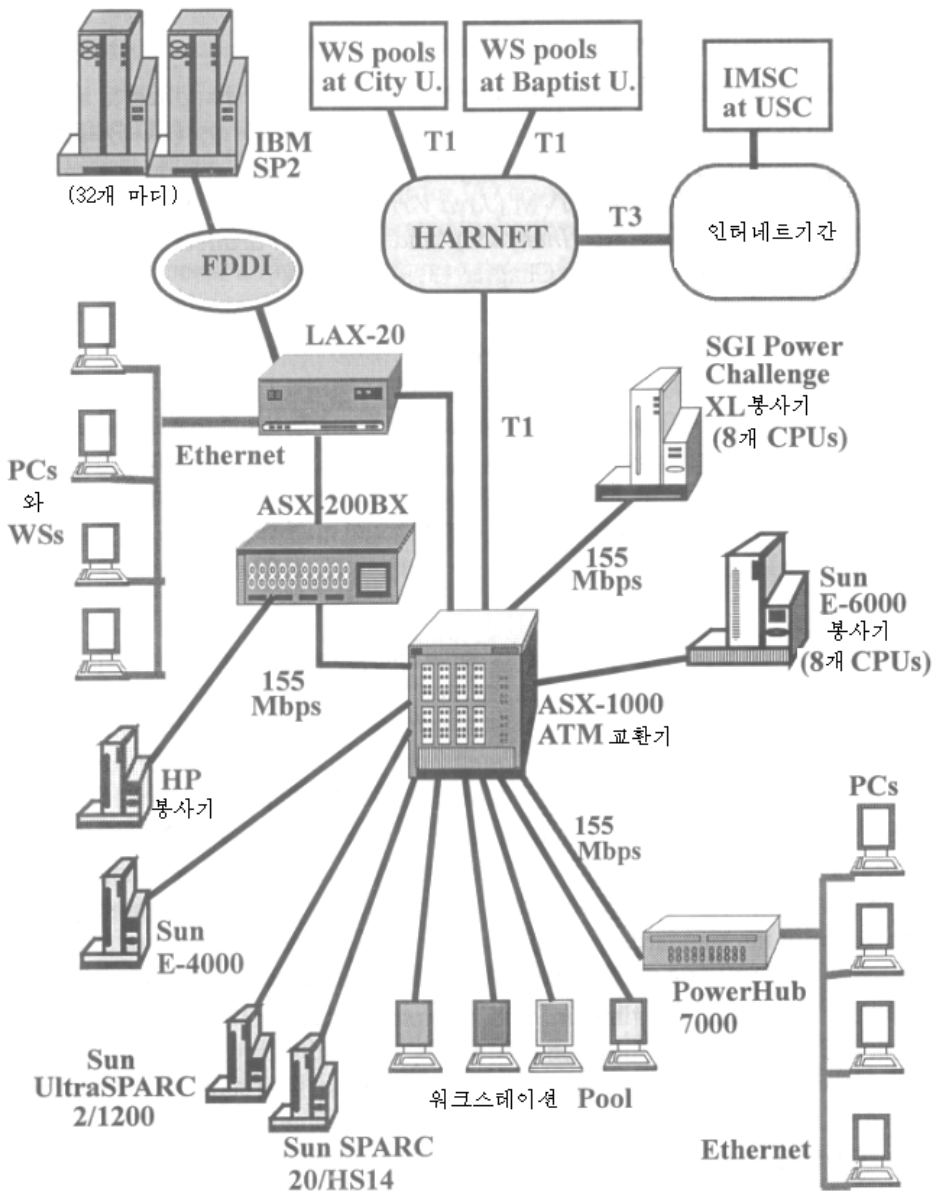 WS pools
at City U.
WS pools
at Baptist U.
IMSC
at USC
IBM
SP2
(32개 마디)
T1
T1
HARNET
T3
인터네트기간
FDDI
LAX-20
SGI Power
Challenge
XL 봉사기
(8개 CPUs)
T1
Ethernet
PCs
와
WSs
ASX-200BX
155
Mbps
Sun
E-6000
봉사기
(8개 CPUs)
155
Mbps
ASX-1000
ATM 교환기
HP
봉사기
PCs
155
Mbps
Sun
E-4000
PowerHub
7000
Sun
UltraSPARC
2/1200
워크스테이션 Pool
Sun SPARC
20/HS14
Ethernet